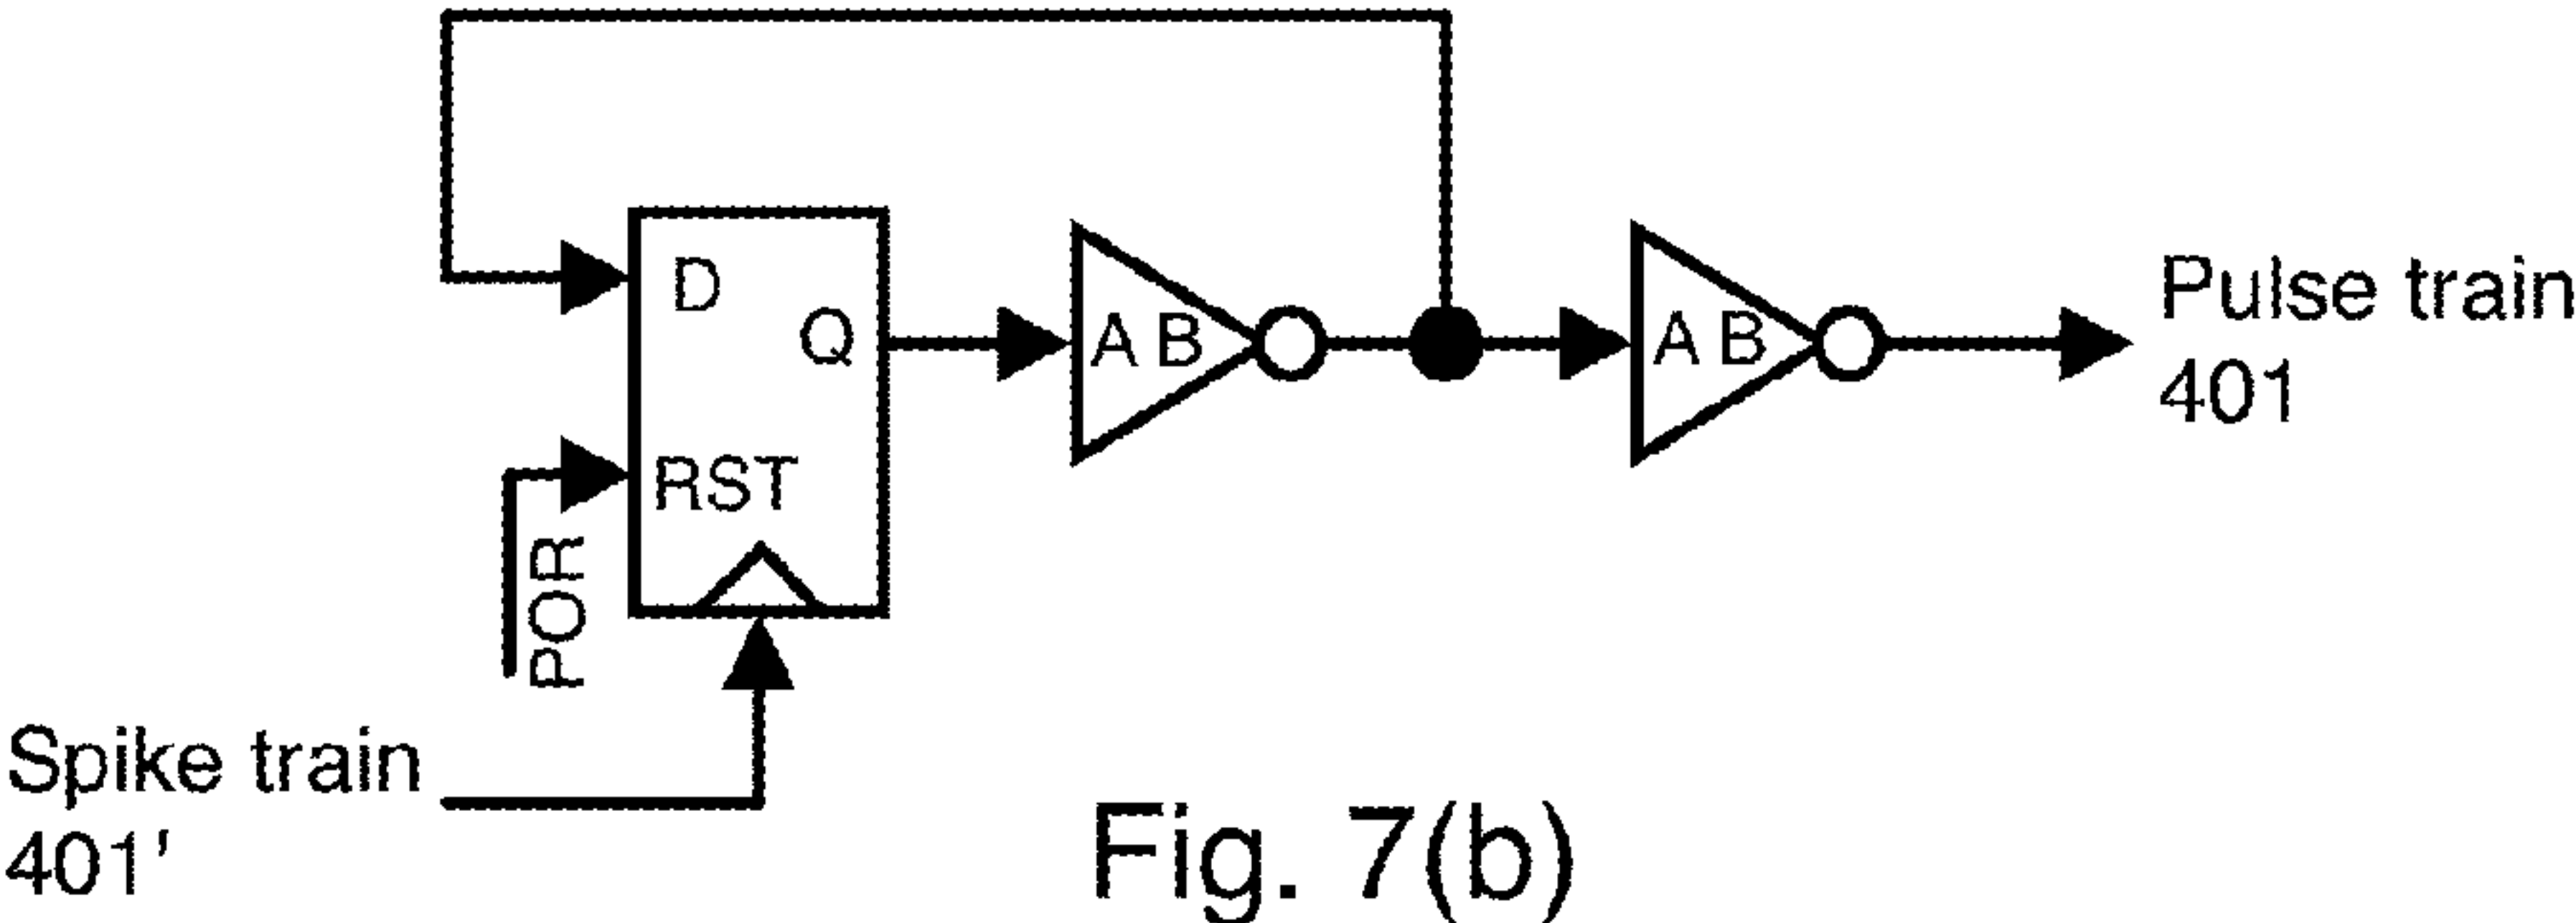 D
Q
A B
A B
Pulse train
401
RST
POR
Spike train
401'
Fig. 7(b)